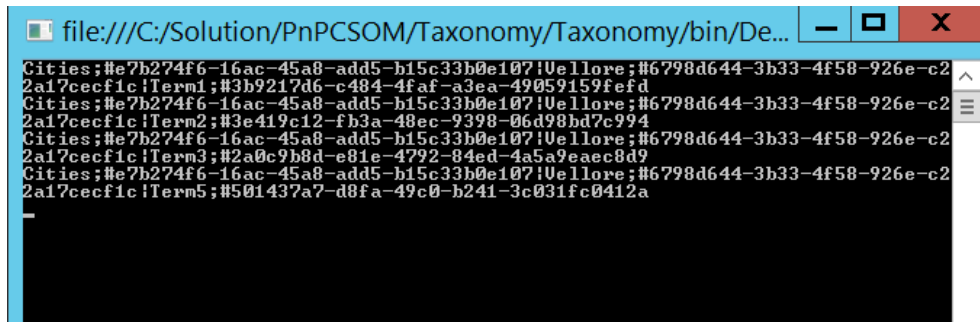 file:///C:/Solution/PnPCSOM/Taxonomy/Taxonomy/bin/De...
Cities;#e7b274f6-16ac-45a8-add5-b15c33b0e107|Vellore;#6798d644-3b33-4f58-926e-c2
2a17cecf1c|Term1;#3b9217d6-c484-4faf-a3ea-49059159fefd
Cities;#e7b274f6-16ac-45a8-add5-b15c33b0e107|Vellore;#6798d644-3b33-4f58-926e-c2
2a17cecf1c|Term2;#3e419c12-fb3a-48ec-9398-06d98bd7c994
Cities;#e7b274f6-16ac-45a8-add5-b15c33b0e107|Vellore;#6798d644-3b33-4f58-926e-c2
2a17cecf1c|Term3;#2a0c9b8d-e81e-4792-84ed-4a5a9eaec8d9
Cities;#e7b274f6-16ac-45a8-add5-b15c33b0e107|Vellore;#6798d644-3b33-4f58-926e-c2
2a17cecf1c|Term5;#501437a7-d8fa-49c0-b241-3c031fc0412a